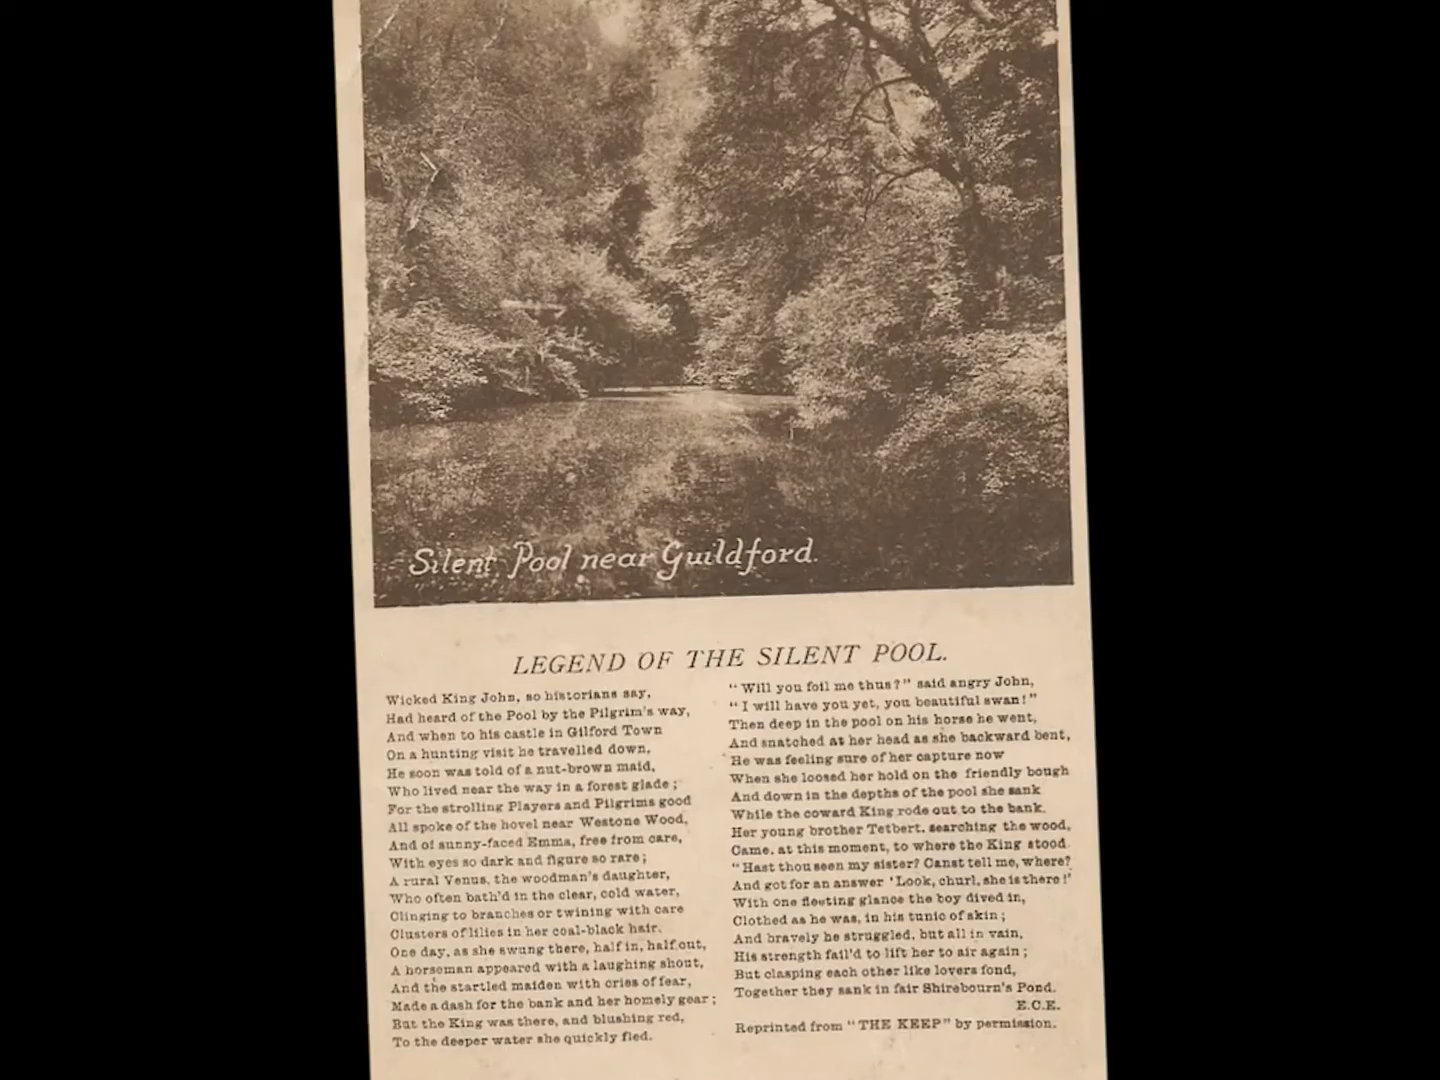 Silent Pool near Guildford.
LEGEND OF THE SILENT POOL.
Wicked King John, so historians say,
Had heard of the Pool by the Pilgrim's way,
And when to his castle in Gilford Town
On a hunting visit he travelled down,
He soon was told of a nut-brown maid,
Who lived near the way in a forest glade;
For the strolling Players and Pilgrims good
All spoke of the hovel near Westone Wood,
And of sunny-faced Emma, free from care,
With eyes so dark and figure so rare;
A rural Venus, the woodman's daughter,
Who often bath'd in the clear, cold water,
Clinging to branches or twining with care
Clusters of lilies in her coal-black hair.
One day, as she swung there, half in, half out,
A horseman appeared with a laughing shout,
And the startled maiden with cries of fear,
Made a dash for the bank and her homely gear;
But the King was there, and blushing red,
To the deeper water she quickly fled.
"Will you foil me thus?" said angry John,
"I will have you yet, you beautiful swan!"
Then deep in the pool on his horse he went,
And snatched at her head as she backward bent,
He was feeling sure of her capture now
When she loosed her hold on the friendly bough
And down in the depths of the pool she sank
While the coward King rode out to the bank.
Her young brother Tetbert, searching the wood,
Came, at this moment, to where the King stood
"Hast thou seen my sister? Canst tell me, where?
And got for an answer 'Look, churl, she is there!'
With one fleeting glance the boy dived in,
Clothed as he was, in his tunic of skin;
And bravely he struggled, but all in vain,
His strength fail'd to lift her to air again;
But clasping each other like lovers fond,
Together they sank in fair Shirebourn's Pond.
E.C.E.
Reprinted from "THE KEEP" by permission.